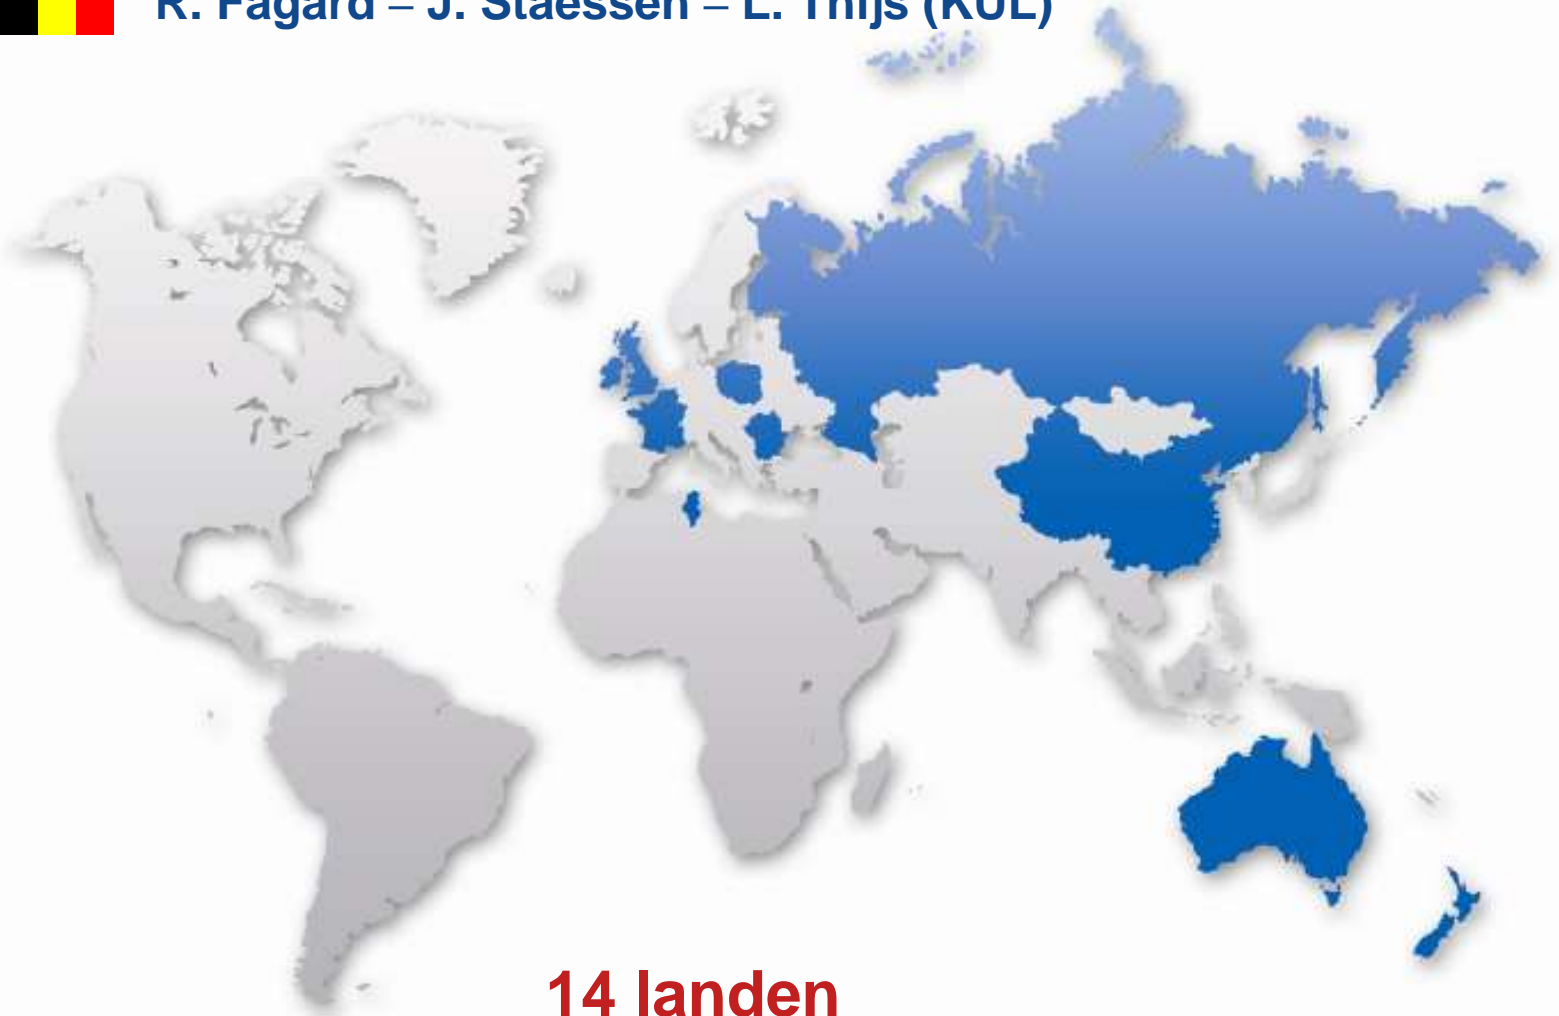 R. Fagard – J. Staessen – L. Thijs (KUL)
14 landen